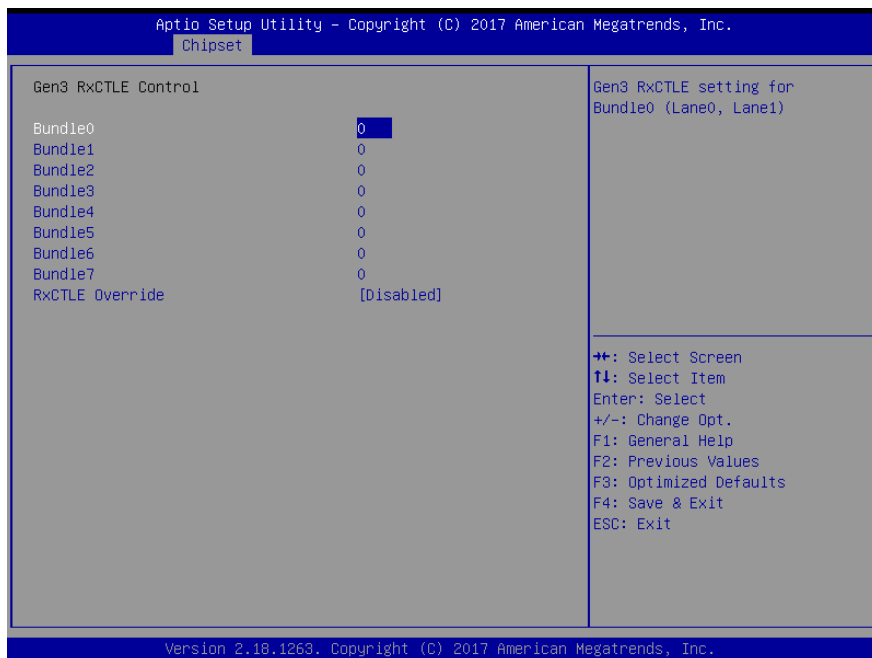 Aptio Setup Utility – Copyright (C) 2017 American Megatrends, Inc.
Chipset
Gen3 RxCTLE Control
Bundle0 0
Bundle1 0
Bundle2 0
Bundle3 0
Bundle4 0
Bundle5 0
Bundle6 0
Bundle7 0
RxCTLE Override [Disabled]
Gen3 RxCTLE setting for
Bundle0 (Lane0, Lane1)
→←: Select Screen
↑↓: Select Item
Enter: Select
+/-: Change Opt.
F1: General Help
F2: Previous Values
F3: Optimized Defaults
F4: Save & Exit
ESC: Exit
Version 2.18.1263. Copyright (C) 2017 American Megatrends, Inc.